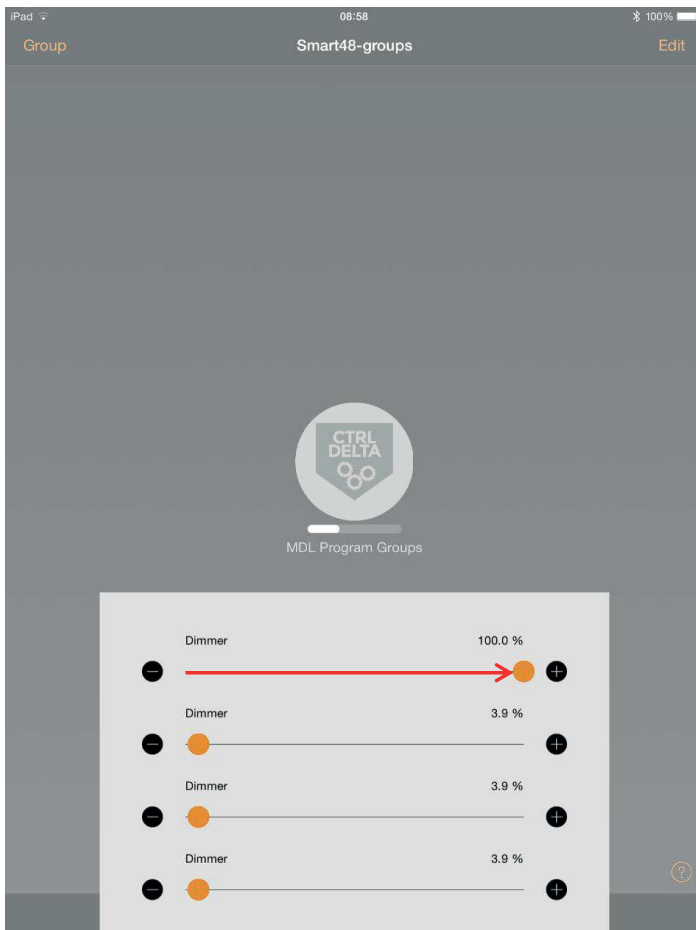 iPad 08:58 100%
Group Smart48-groups Edit
CTRL
DELTA
MDL Program Groups
Dimmer 100.0 %
Dimmer 3.9 %
Dimmer 3.9 %
Dimmer 3.9 %
?